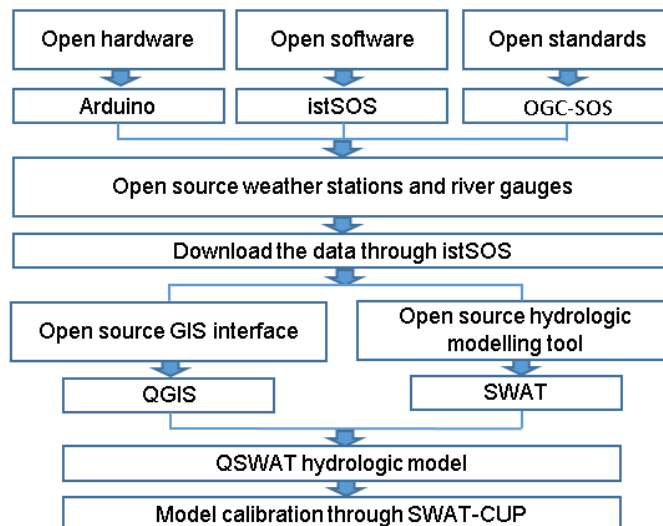 Open hardware
Open software
Open standards
Arduino
istSOS
OGC-SOS
Open source weather stations and river gauges
Download the data through istSOS
Open source GIS interface
Open source hydrologic
modelling tool
QGIS
SWAT
QSWAT hydrologic model
Model calibration through SWAT-CUP